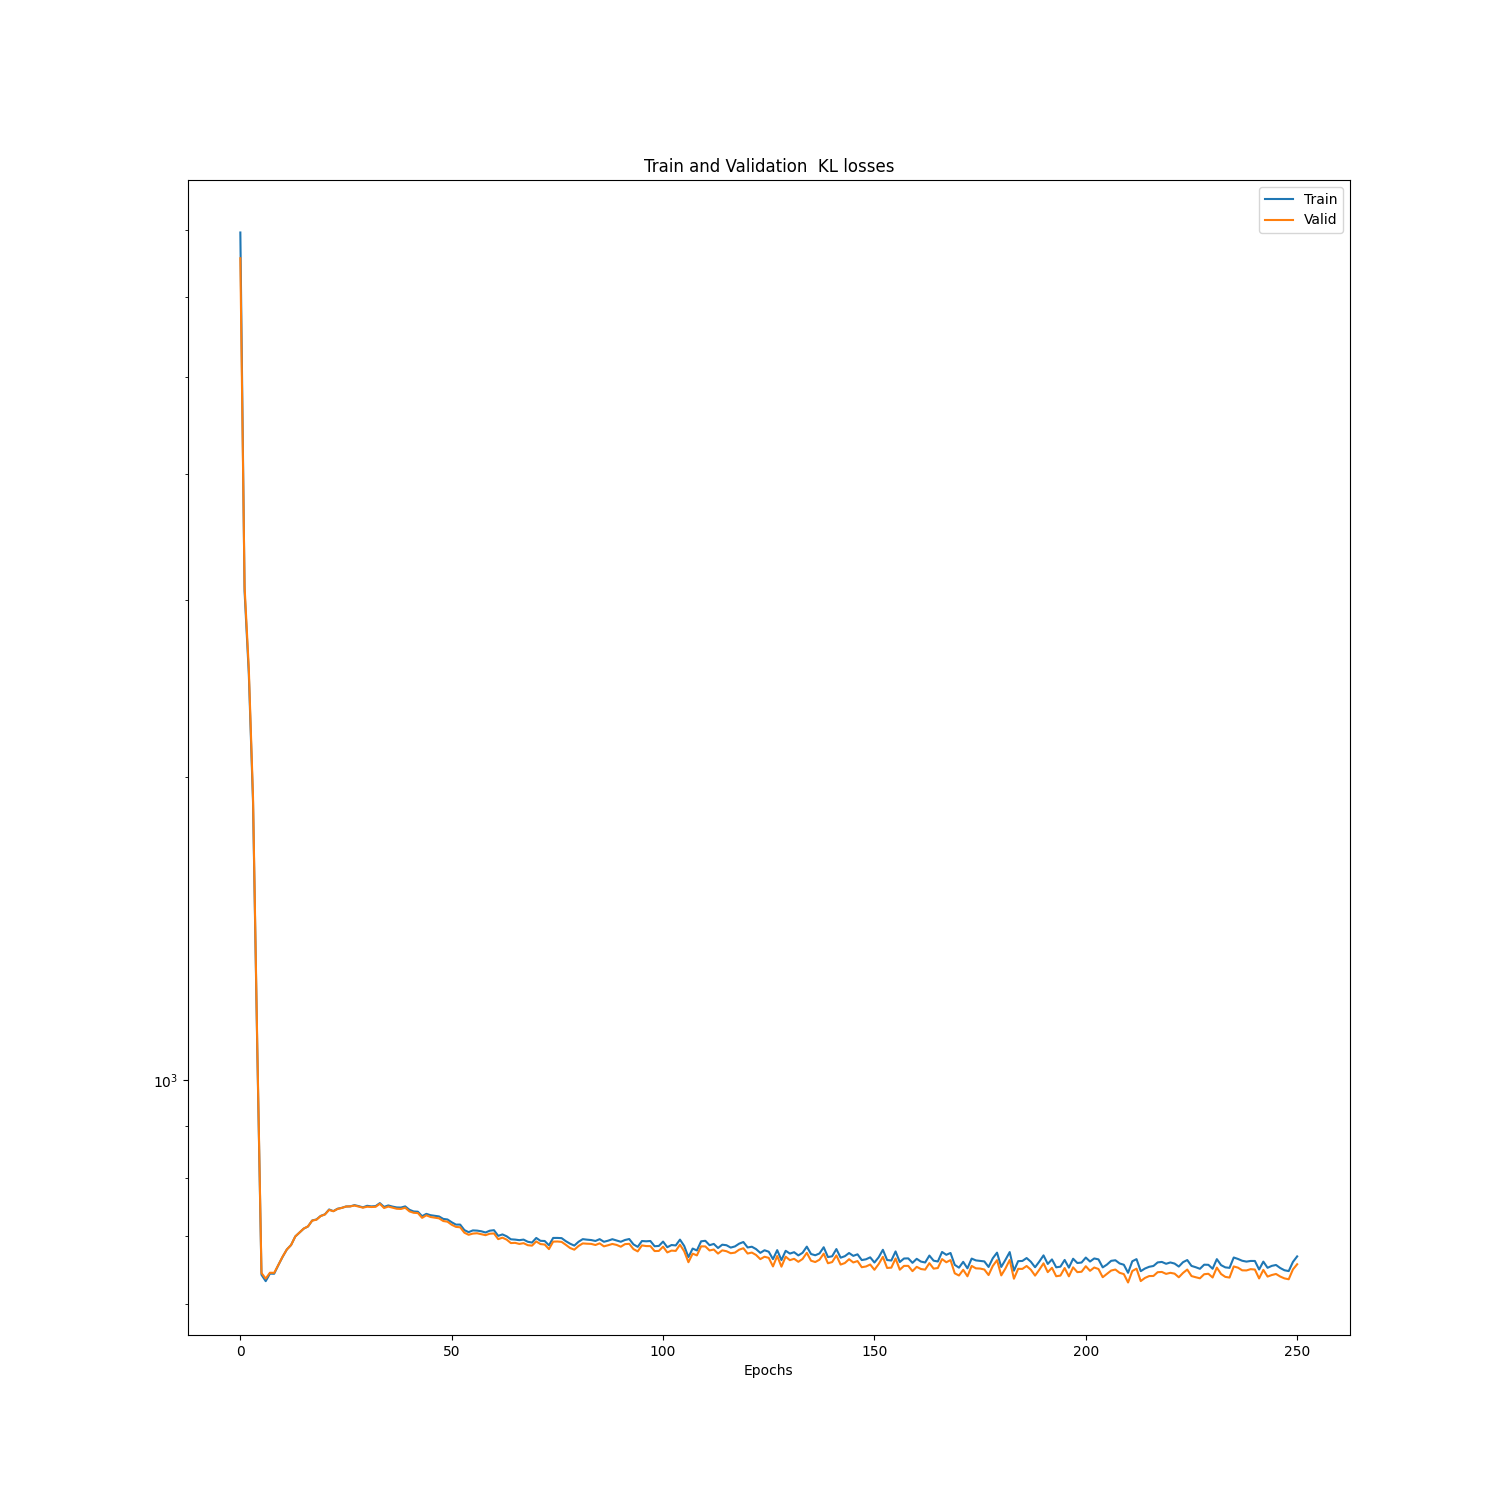 Train and Validation  KL losses
Train
Valid
10³
0 50 100 150 200 250
Epochs